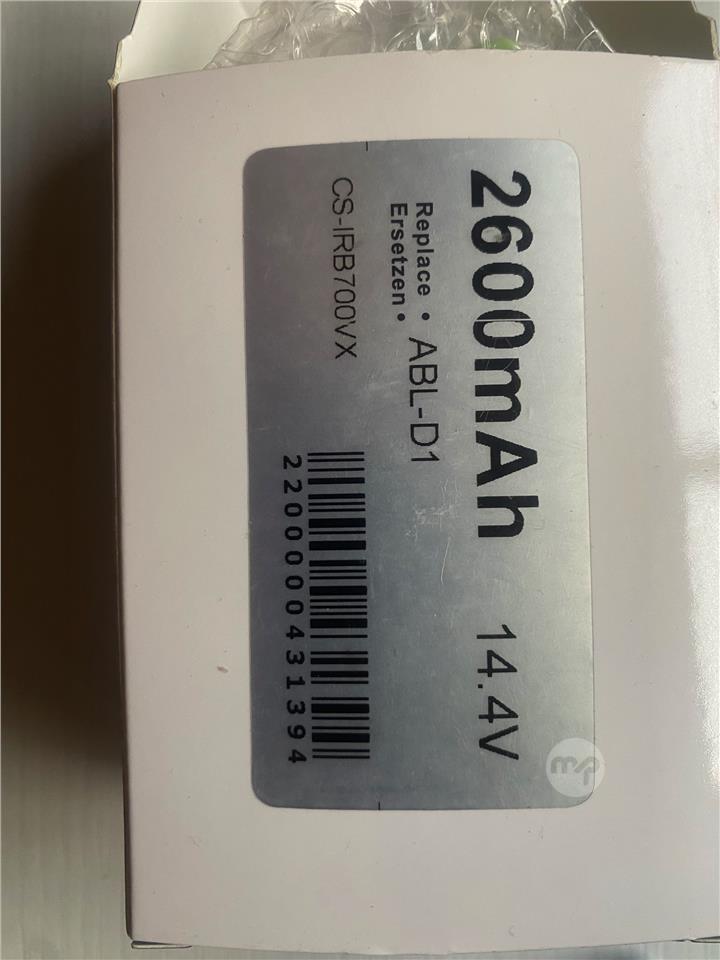 2600mAh 14.4V
Replace •
Ersetzen •
ABL-D1
CS-IRB700VX
2200000431394